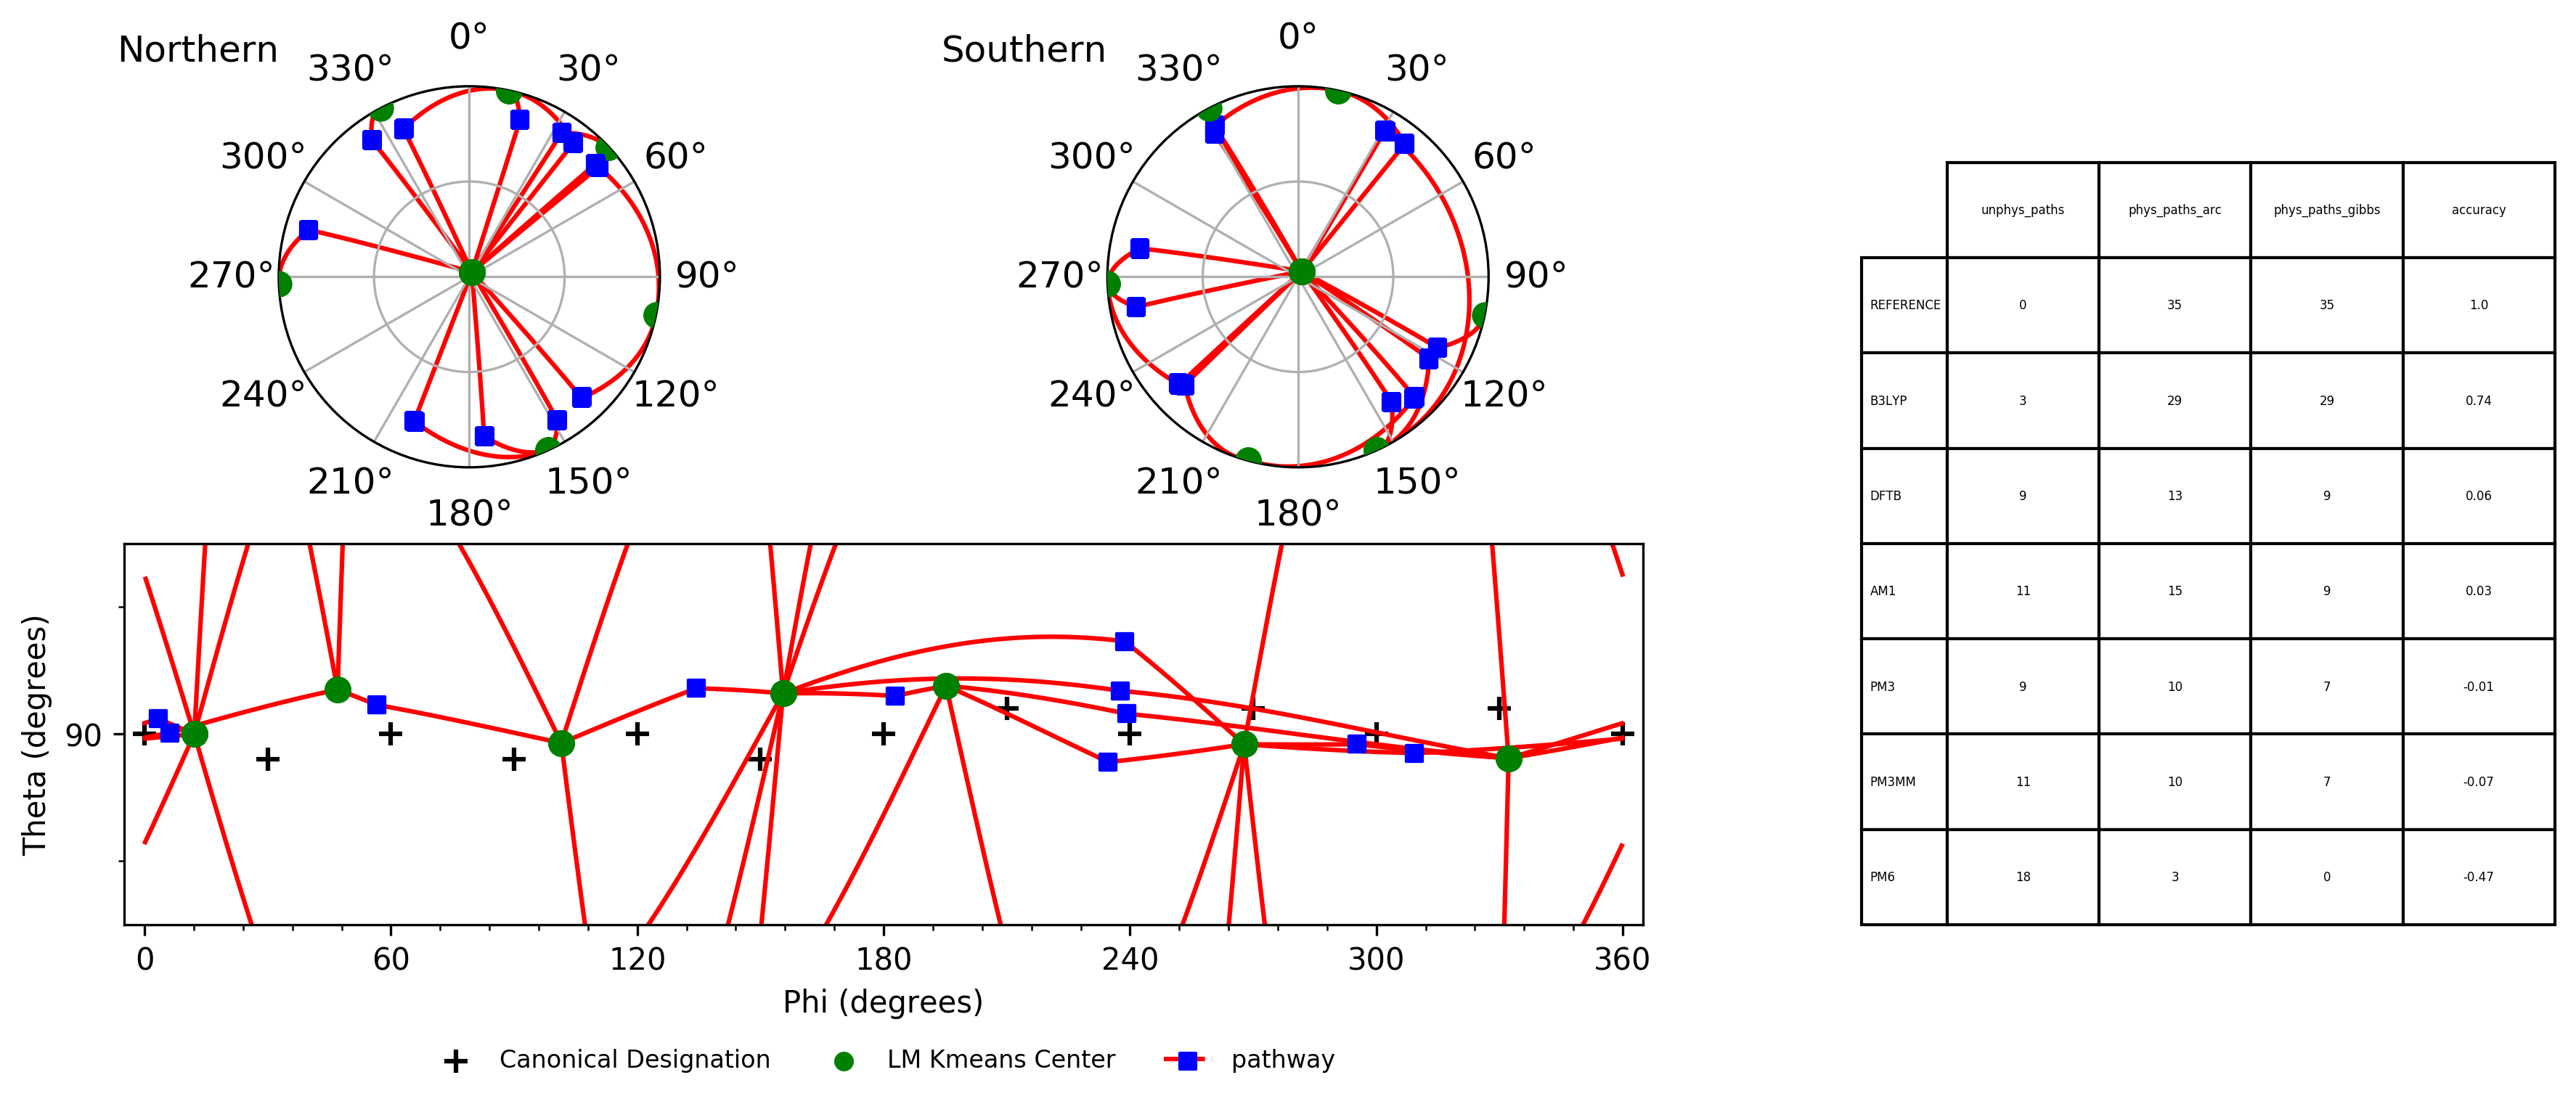 Northern
0°
30°
60°
90°
120°
150°
180°
210°
240°
270°
300°
330°
Southern
0°
30°
60°
90°
120°
150°
180°
210°
240°
270°
300°
330°
Theta (degrees)
90
0 60 120 180 240 300 360
Phi (degrees)
Canonical Designation LM Kmeans Center pathway
unphys_paths phys_paths_arc phys_paths_gibbs accuracy
REFERENCE 0 35 35 1.0
B3LYP 3 29 29 0.74
DFTB 9 13 9 0.06
AM1 11 15 9 0.03
PM3 9 10 7 -0.01
PM3MM 11 10 7 -0.07
PM6 18 3 0 -0.47